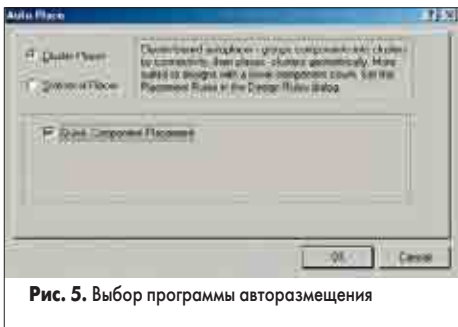 Auto Place
Cluster Placer
Statistical Placer
Cluster-based autoplacer - groups components into clusters
by connectivity, then places clusters geometrically. More
suited to designs with a lower component count. Set the
Placement Rules in the Design Rules dialog.
Quick Component Placement
OK
Cancel
Рис. 5. Выбор программы авторазмещения